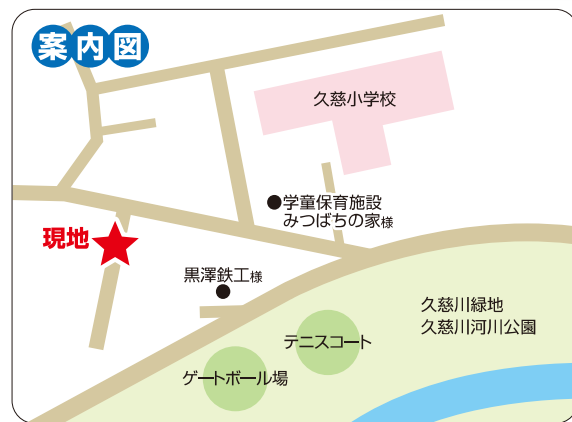 案内図
久慈小学校
学童保育施設
みつばちの家様
現地
黒澤鉄工様
久慈川緑地
久慈川河川公園
テニスコート
ゲートボール場